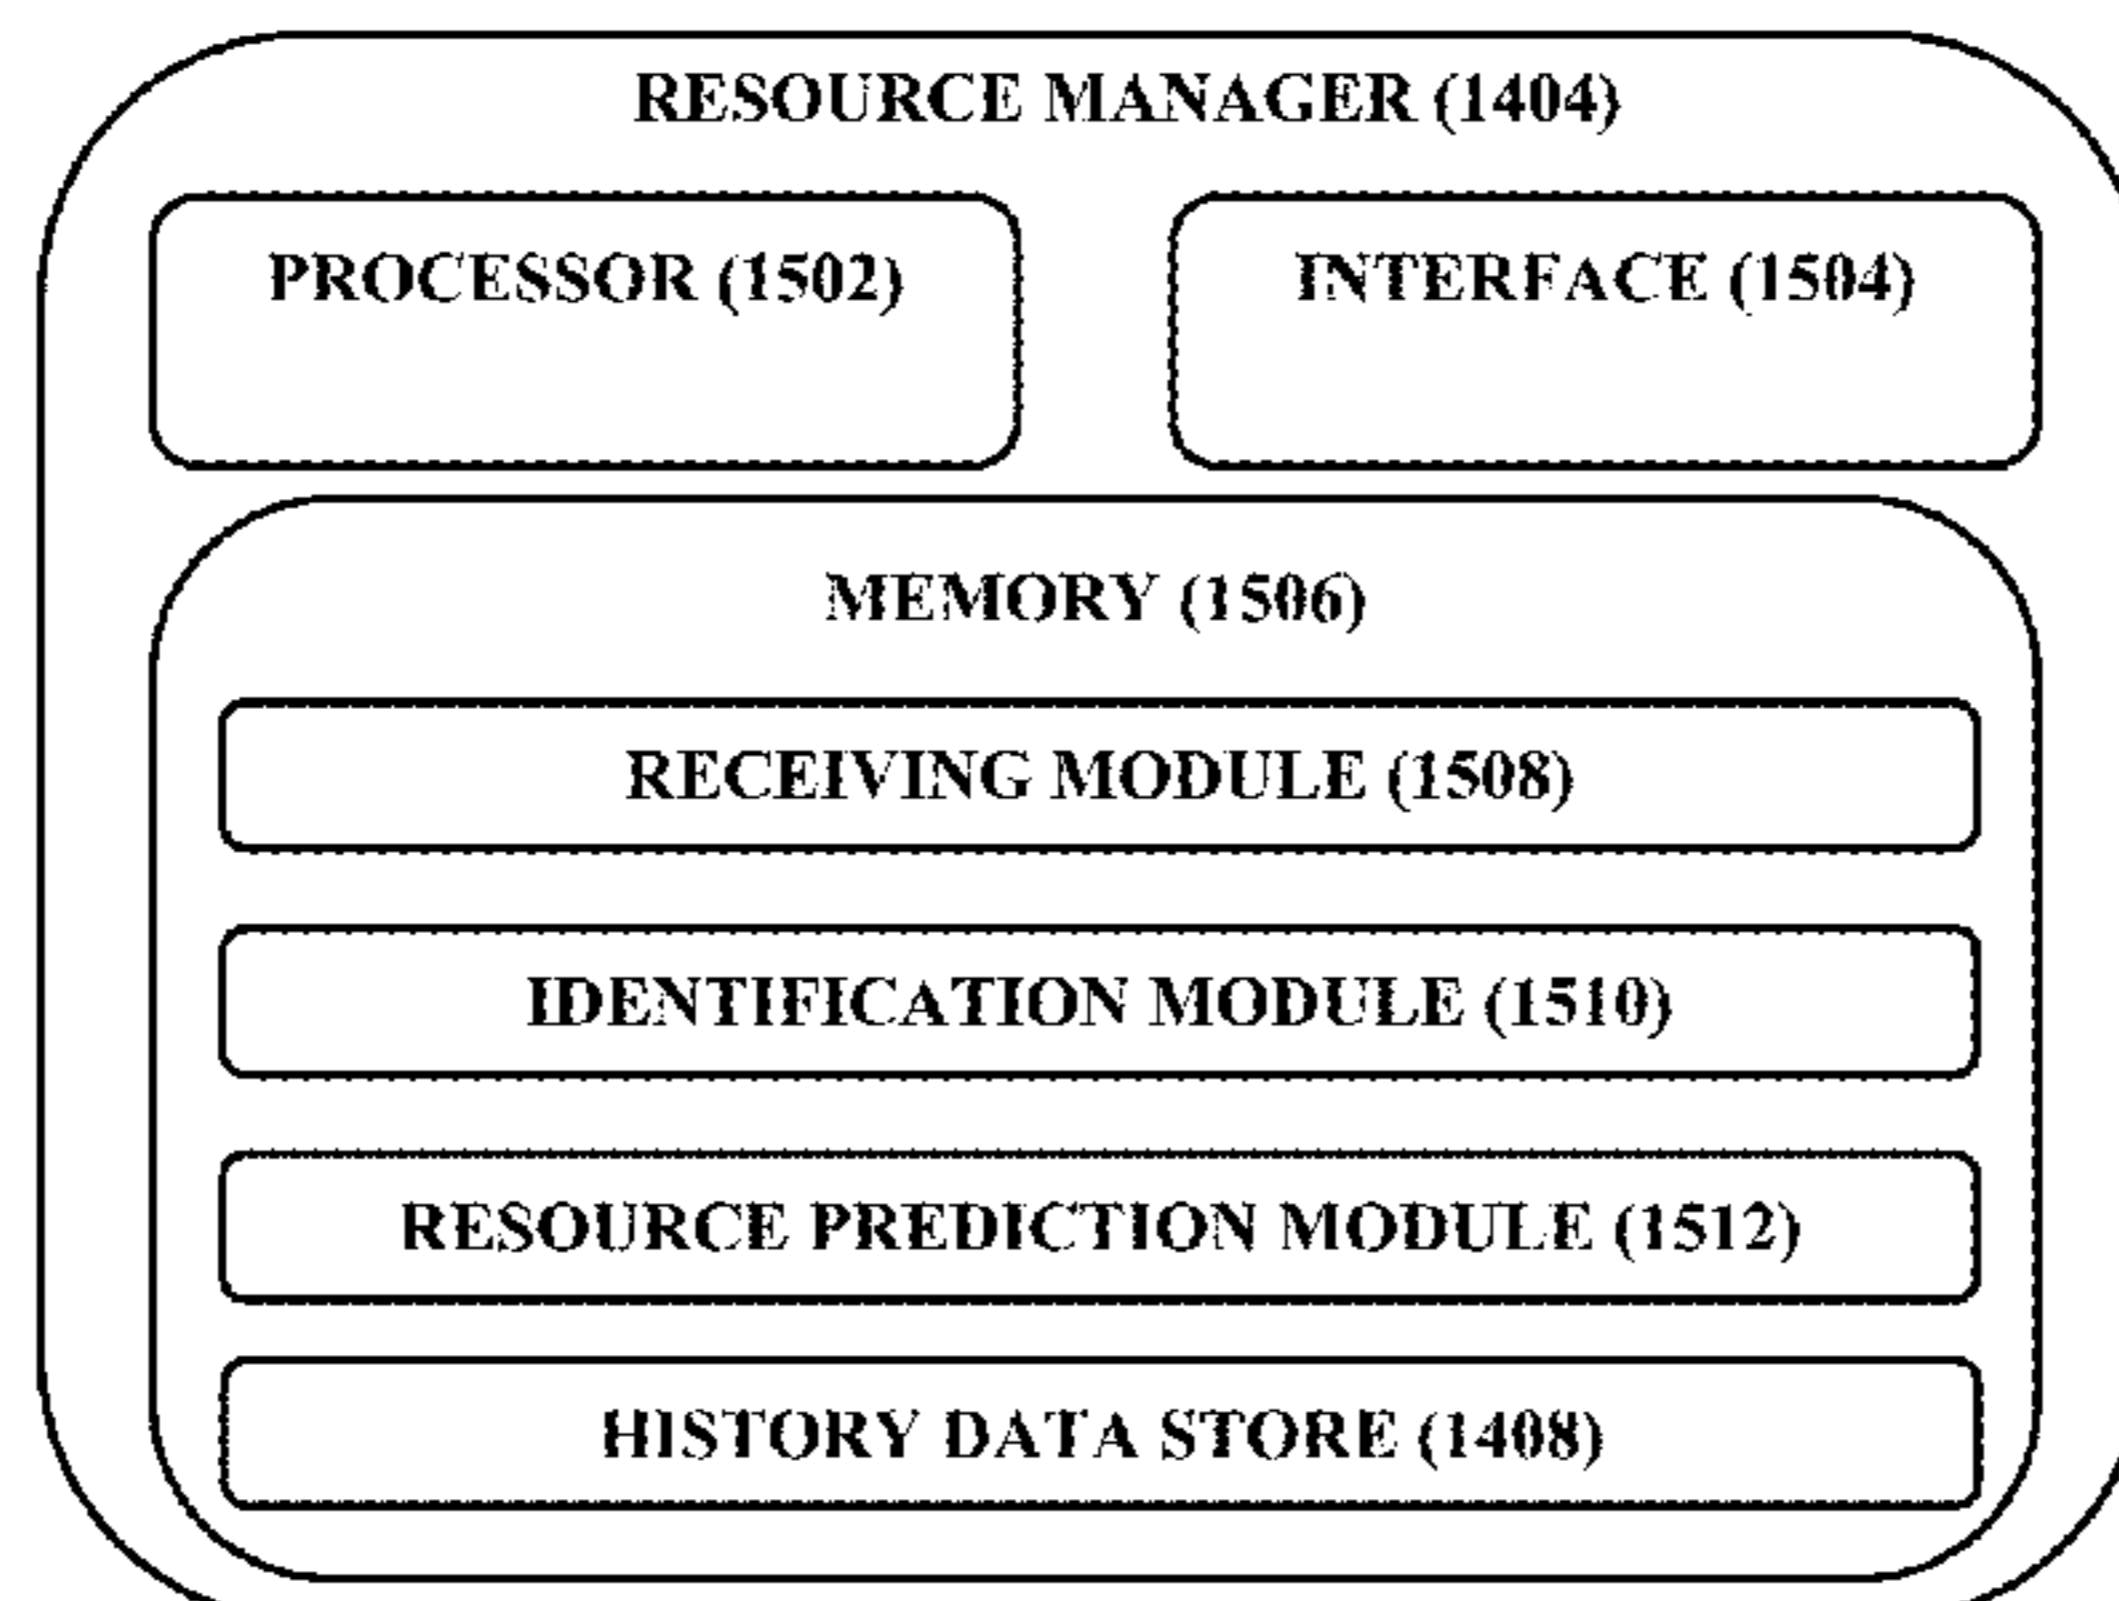 RESOURCE MANAGER (1404)
PROCESSOR (1502)
INTERFACE (1504)
MEMORY (1506)
RECEIVING MODULE (1508)
IDENTIFICATION MODULE (1510)
RESOURCE PREDICTION MODULE (1512)
HISTORY DATA STORE (1408)